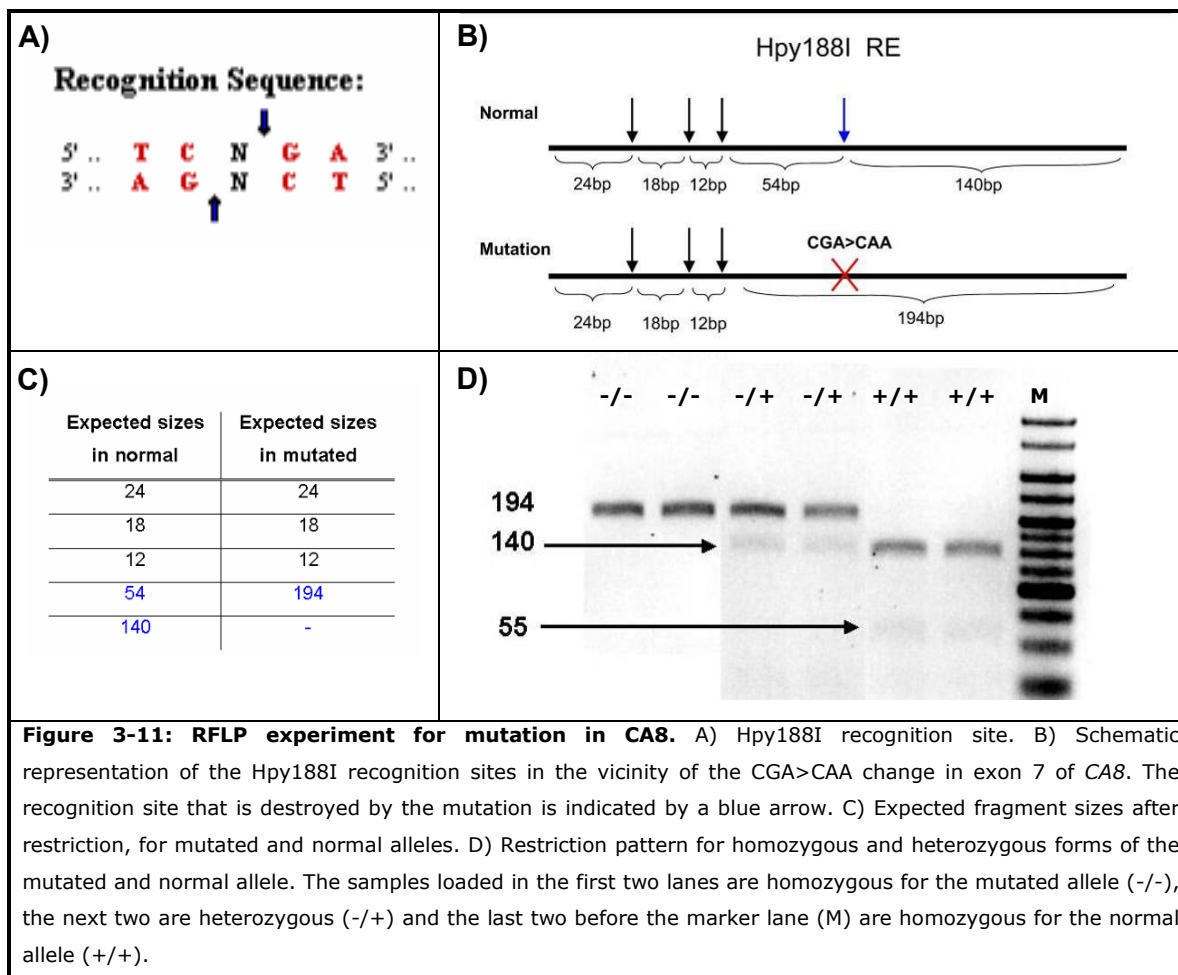 A)
Recognition Sequence:
5' .. T C N G A 3' ..
3' .. A G N C T 5' ..
B)
Hpy188I RE
Normal
24bp 18bp 12bp 54bp 140bp
Mutation
CGA>CAA
24bp 18bp 12bp 194bp
C)
Expected sizes in normal
Expected sizes in mutated
24 24
18 18
12 12
54 194
140 -
D)
-/- -/- -/+ -/+ +/+ +/+ M
194
140
55
Figure 3-11: RFLP experiment for mutation in CA8. A) Hpy188I recognition site. B) Schematic
representation of the Hpy188I recognition sites in the vicinity of the CGA>CAA change in exon 7 of CA8. The
recognition site that is destroyed by the mutation is indicated by a blue arrow. C) Expected fragment sizes after
restriction, for mutated and normal alleles. D) Restriction pattern for homozygous and heterozygous forms of the
mutated and normal allele. The samples loaded in the first two lanes are homozygous for the mutated allele (-/-),
the next two are heterozygous (-/+) and the last two before the marker lane (M) are homozygous for the normal
allele (+/+).